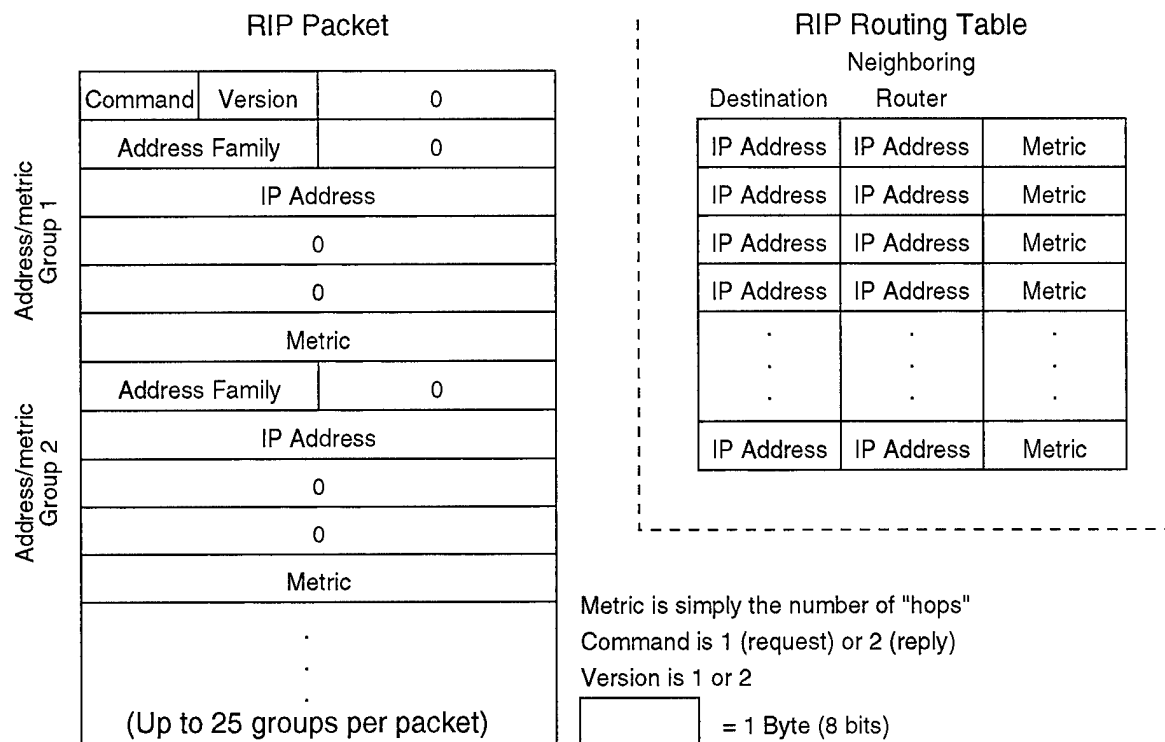 RIP Packet
Command Version 0
Address Family 0
IP Address
0
0
Metric
Address Family 0
IP Address
0
0
Metric
.
.
.
(Up to 25 groups per packet)
Address/metric
Group 1
Address/metric
Group 2
RIP Routing Table
Neighboring
Destination Router
IP Address IP Address Metric
IP Address IP Address Metric
IP Address IP Address Metric
IP Address IP Address Metric
. . .
. . .
. . .
IP Address IP Address Metric
Metric is simply the number of "hops"
Command is 1 (request) or 2 (reply)
Version is 1 or 2
= 1 Byte (8 bits)